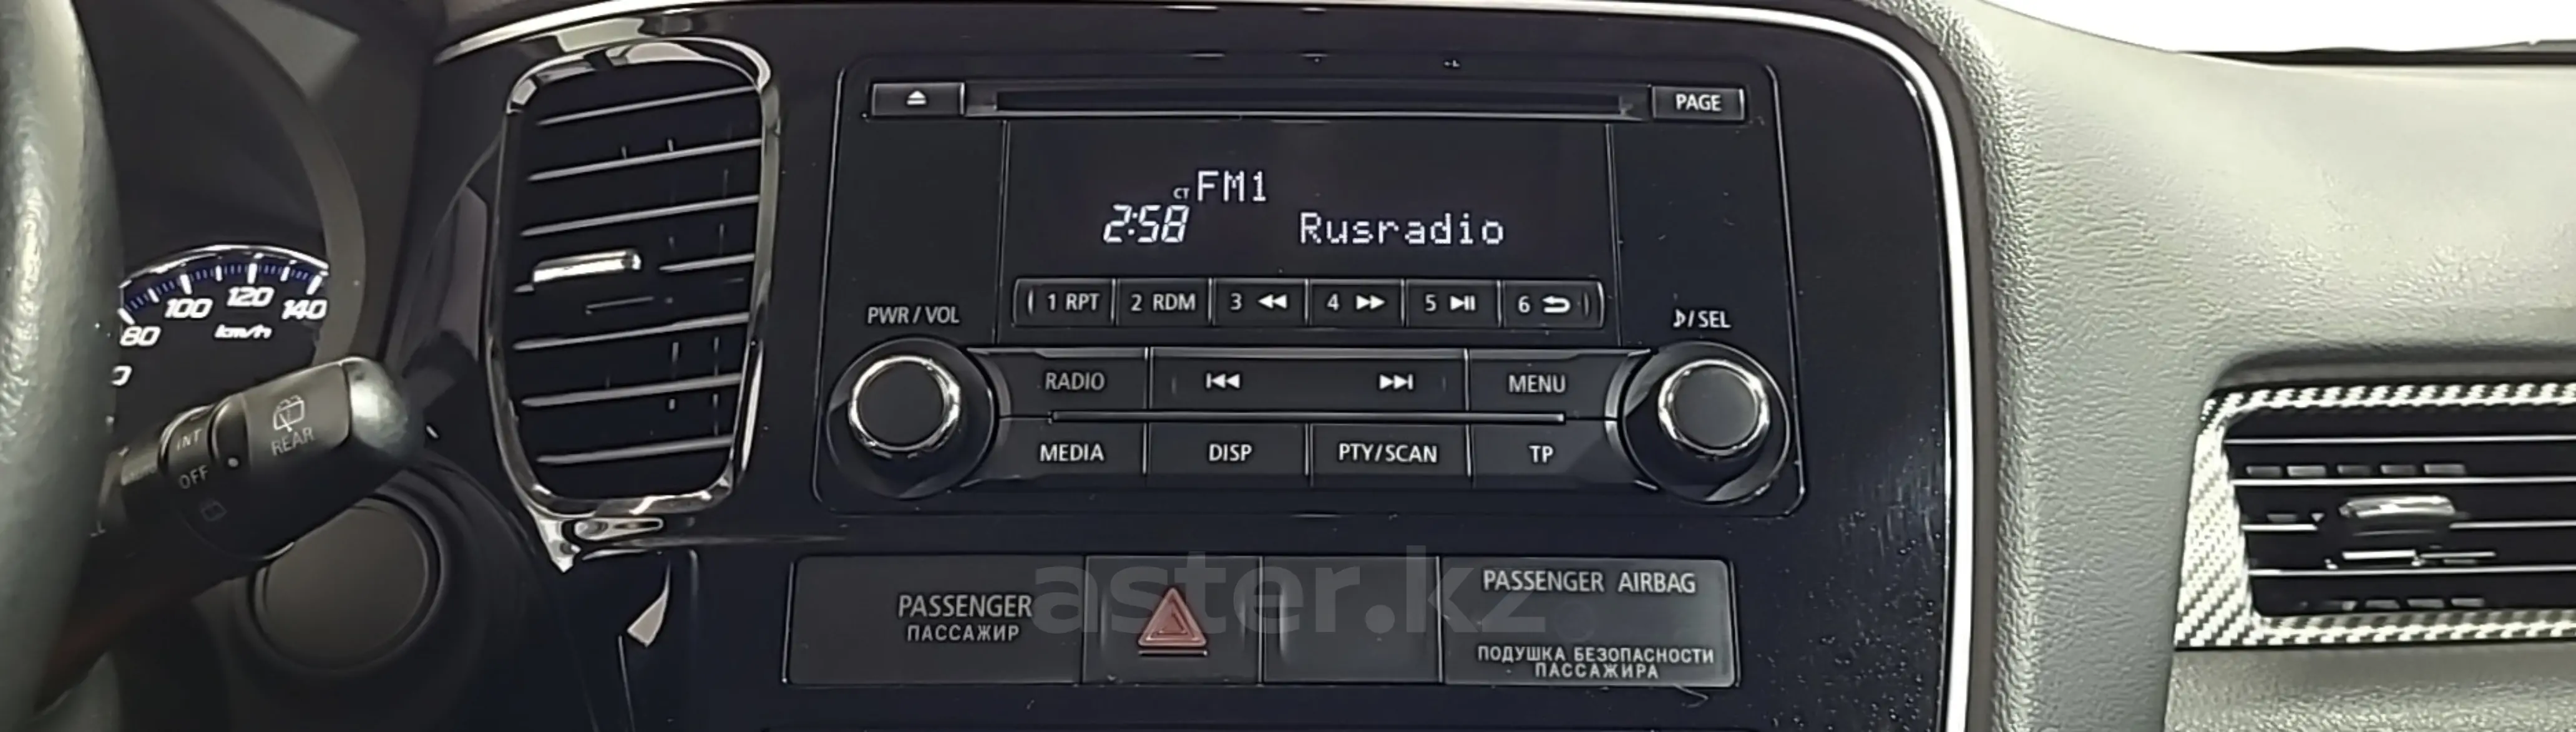 PAGE
CT FM1
2:58 Rusradio
1 RPT 2 RDM 3 4 5 6
PWR / VOL
/SEL
RADIO MENU
MEDIA DISP PTY/SCAN TP
80 100 120 140
km/h
INT
OFF
REAR
PASSENGER
ПАССАЖИР
PASSENGER AIRBAG
ПОДУШКА БЕЗОПАСНОСТИ
ПАССАЖИРА
aster.kz